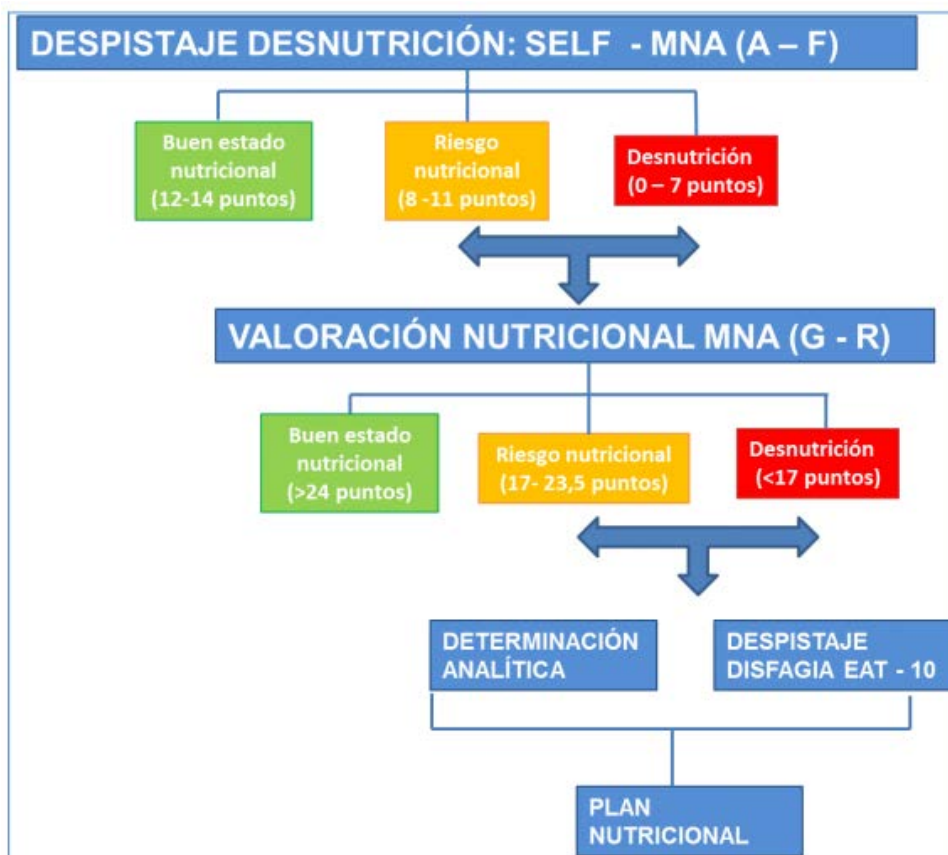 DESPISTAJE DESNUTRICIÓN: SELF - MNA (A – F)
Buen estado
nutricional
(12-14 puntos)
Riesgo
nutricional
(8 -11 puntos)
Desnutrición
(0 – 7 puntos)
VALORACIÓN NUTRICIONAL MNA (G - R)
Buen estado
nutricional
(>24 puntos)
Riesgo nutricional
(17- 23,5 puntos)
Desnutrición
(<17 puntos)
DETERMINACIÓN
ANALÍTICA
DESPISTAJE
DISFAGIA EAT - 10
PLAN
NUTRICIONAL